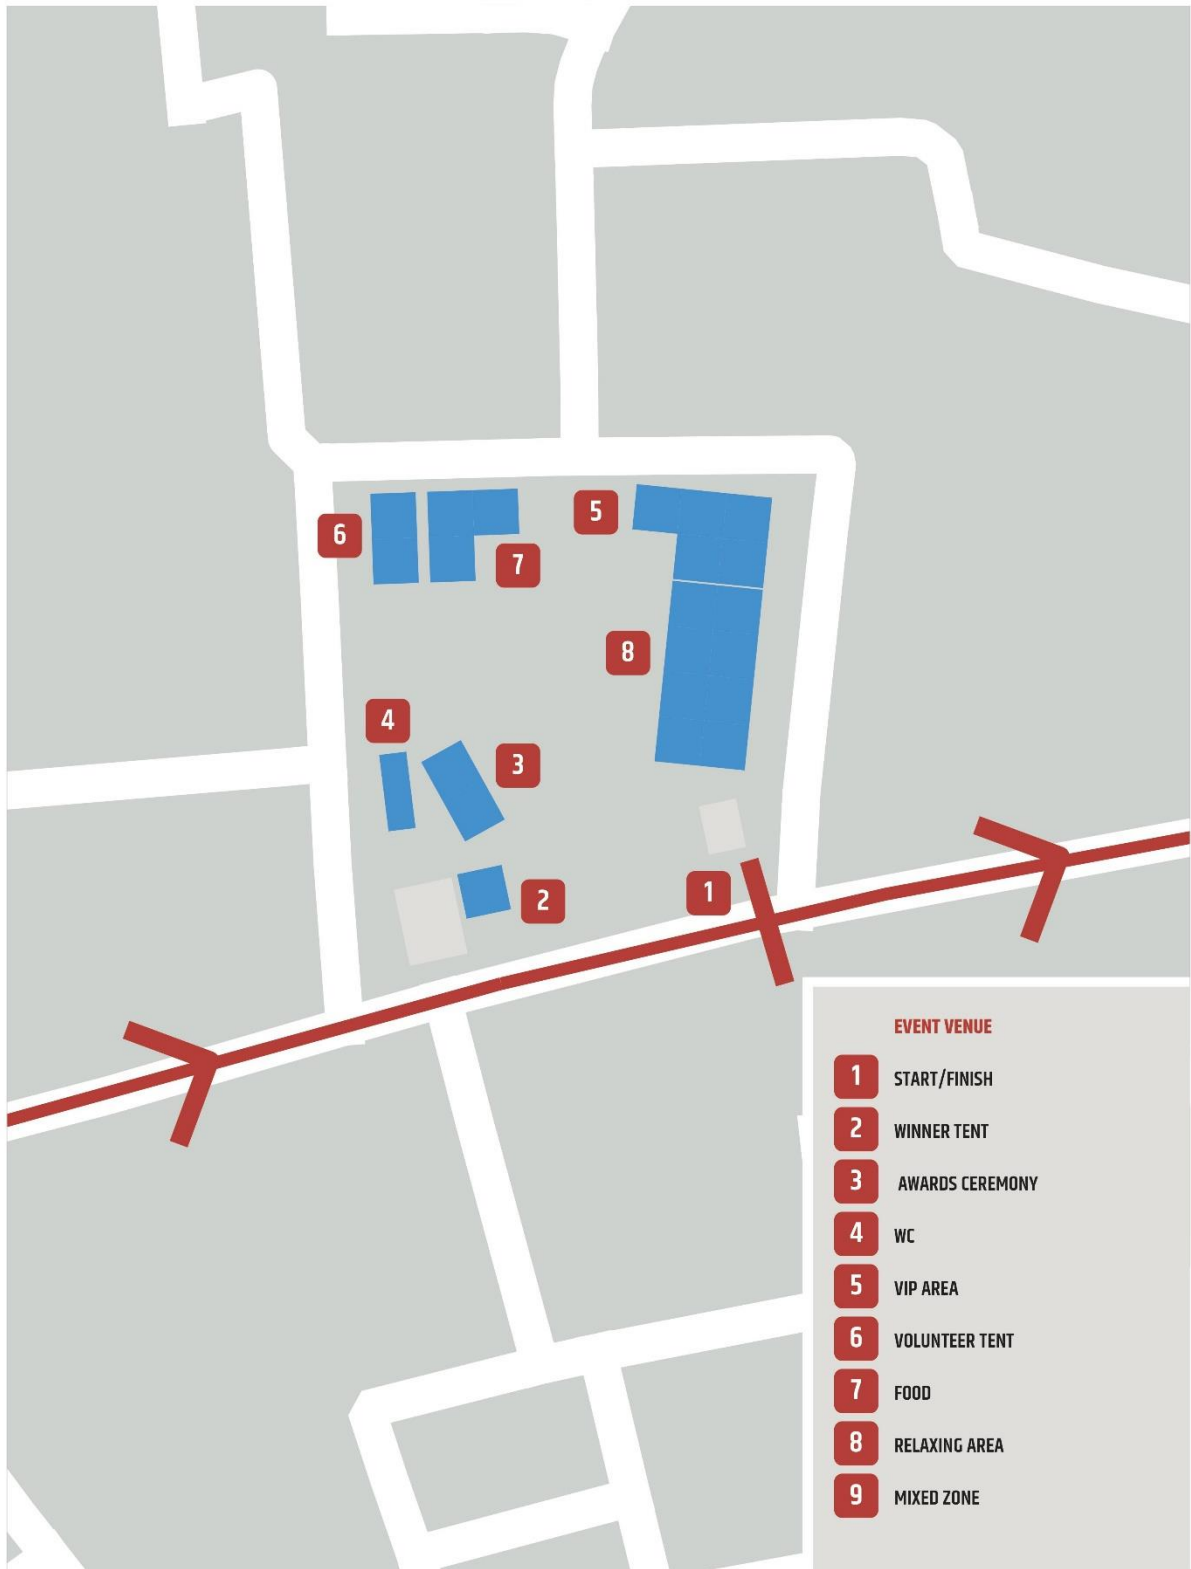 6
5
7
8
4
3
2
1
EVENT VENUE
1 START/FINISH
2 WINNER TENT
3 AWARDS CEREMONY
4 WC
5 VIP AREA
6 VOLUNTEER TENT
7 FOOD
8 RELAXING AREA
9 MIXED ZONE